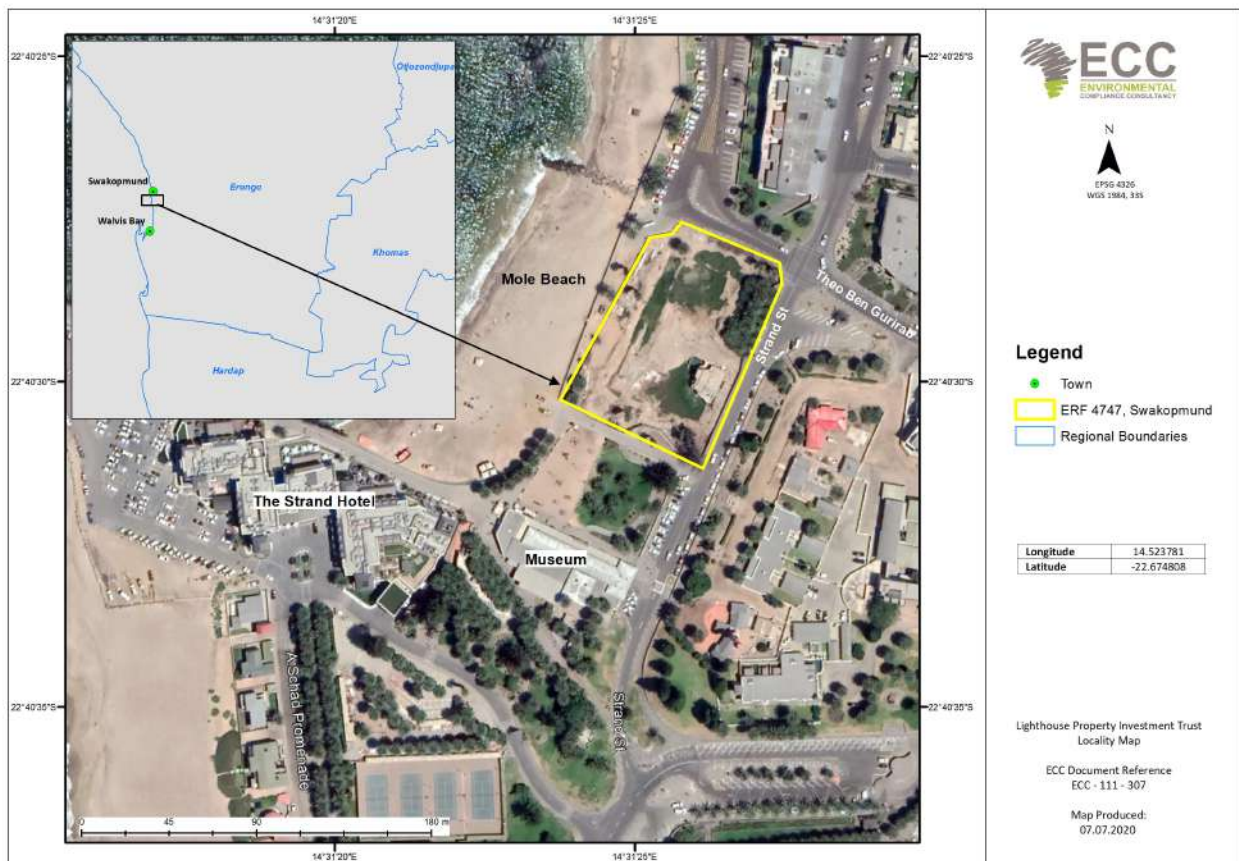 14°31'20"E
14°31'25"E
22°40'25"S
22°40'25"S
Otjozondjupa
Swakopmund
Erongo
Walvis Bay
Khomas
Hardap
Mole Beach
Theo Ben Gurirab
Strand St
22°40'30"S
22°40'30"S
The Strand Hotel
Museum
A Schad Promenade
Strand St
22°40'35"S
22°40'35"S
0 45 90 180 m
14°31'20"E
14°31'25"E
ECC
ENVIRONMENTAL
COMPLIANCE CONSULTANCY
N
EPSG 4326
WGS 1984, 33S
Legend
Town
ERF 4747, Swakopmund
Regional Boundaries
Longitude 14.523781
Latitude -22.674808
Lighthouse Property Investment Trust
Locality Map
ECC Document Reference
ECC - 111 - 307
Map Produced:
07.07.2020